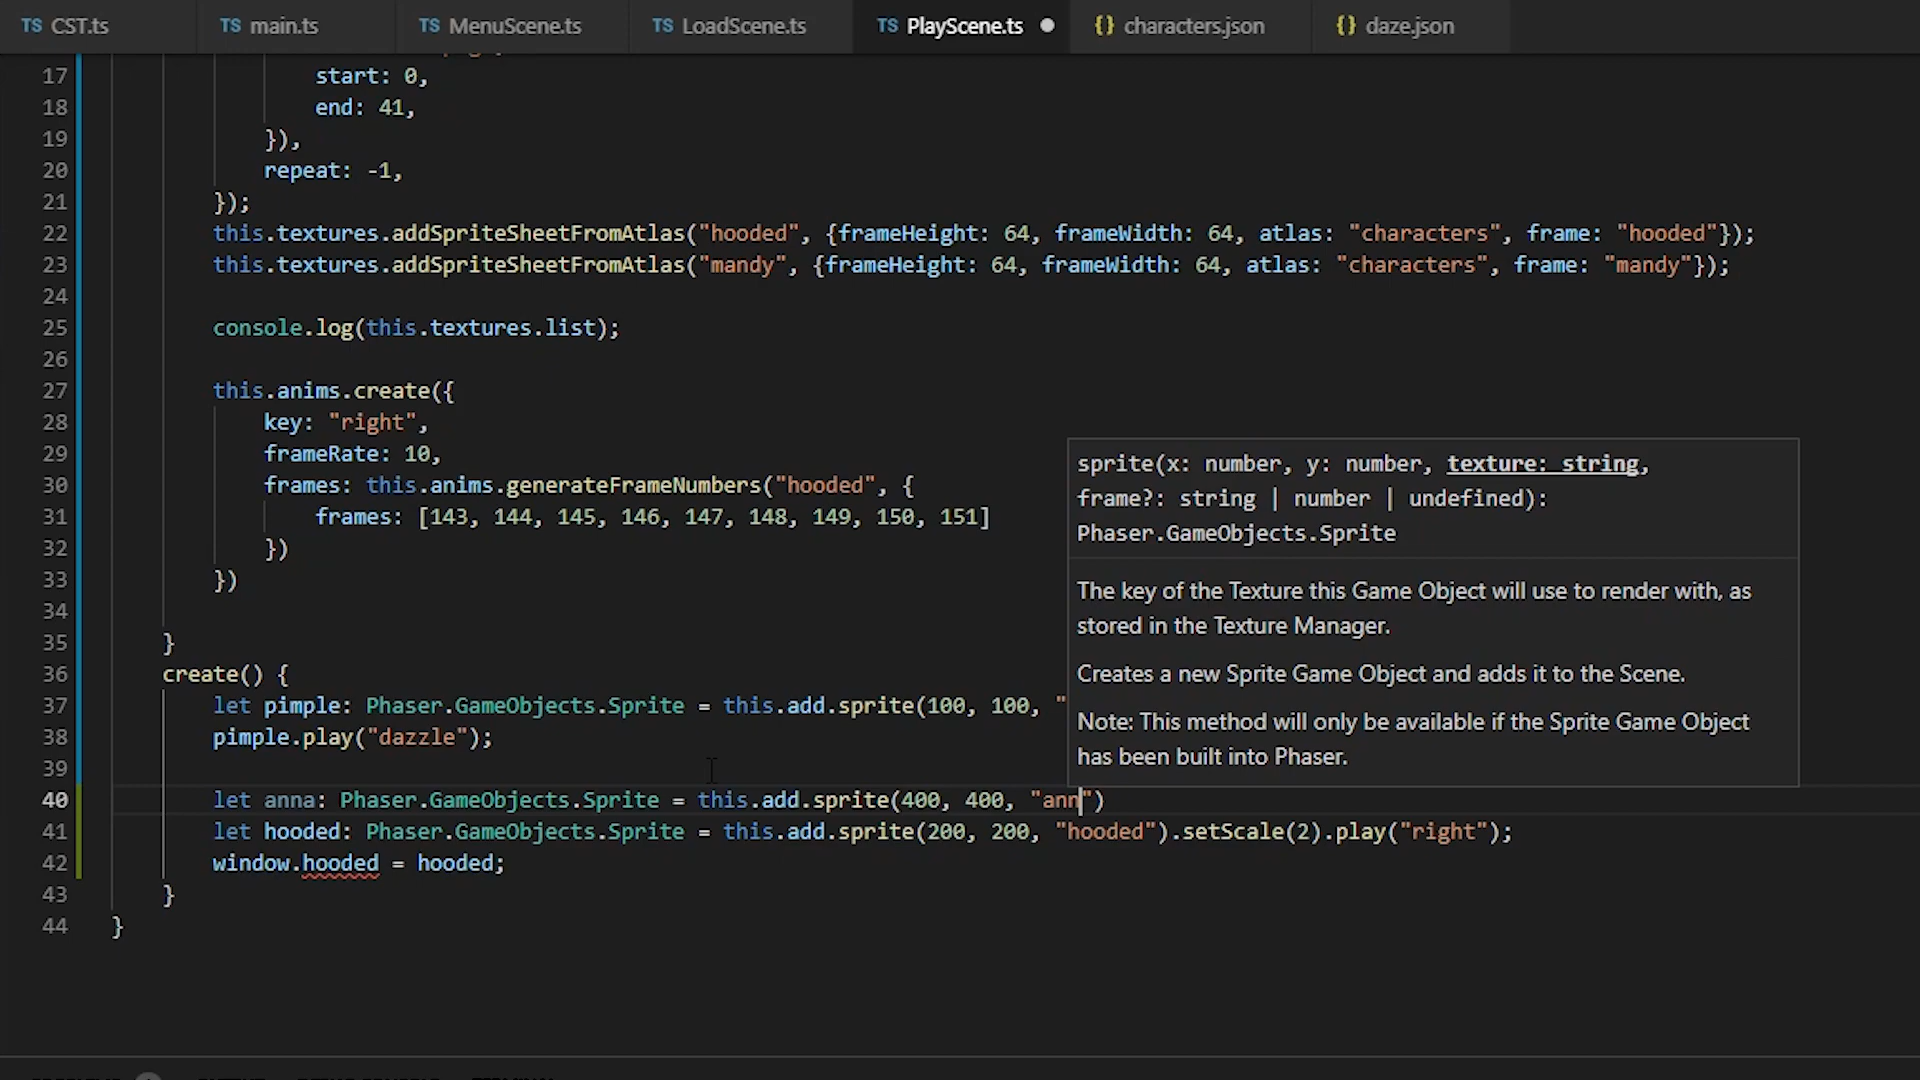 TS CST.ts TS main.ts TS MenuScene.ts TS LoadScene.ts TS PlayScene.ts ● {} characters.json {} daze.json
17 start: 0,
18 end: 41,
19 }),
20 repeat: -1,
21 });
22 this.textures.addSpriteSheetFromAtlas("hooded", {frameHeight: 64, frameWidth: 64, atlas: "characters", frame: "hooded"});
23 this.textures.addSpriteSheetFromAtlas("mandy", {frameHeight: 64, frameWidth: 64, atlas: "characters", frame: "mandy"});
24
25 console.log(this.textures.list);
26
27 this.anims.create({
28 key: "right",
29 frameRate: 10,
30 frames: this.anims.generateFrameNumbers("hooded", {
31 frames: [143, 144, 145, 146, 147, 148, 149, 150, 151]
32 })
33 })
34
35 }
36 create() {
37 let pimple: Phaser.GameObjects.Sprite = this.add.sprite(100, 100, "
38 pimple.play("dazzle");
39
40 let anna: Phaser.GameObjects.Sprite = this.add.sprite(400, 400, "ann")
41 let hooded: Phaser.GameObjects.Sprite = this.add.sprite(200, 200, "hooded").setScale(2).play("right");
42 window.hooded = hooded;
43 }
44 }
sprite(x: number, y: number, texture: string,
frame?: string | number | undefined):
Phaser.GameObjects.Sprite
The key of the Texture this Game Object will use to render with, as
stored in the Texture Manager.
Creates a new Sprite Game Object and adds it to the Scene.
Note: This method will only be available if the Sprite Game Object
has been built into Phaser.